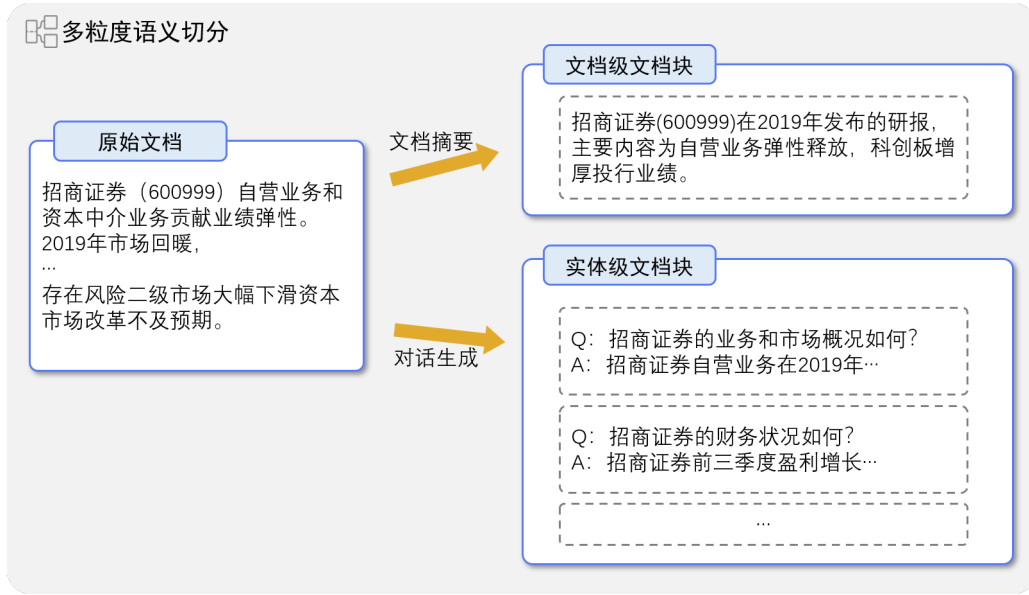 多粒度语义切分
原始文档
招商证券（600999）自营业务和
资本中介业务贡献业绩弹性。
2019年市场回暖，
…
存在风险二级市场大幅下滑资本
市场改革不及预期。
文档摘要
对话生成
文档级文档块
招商证券(600999)在2019年发布的研报，
主要内容为自营业务弹性释放，科创板增
厚投行业绩。
实体级文档块
Q：招商证券的业务和市场概况如何？
A：招商证券自营业务在2019年…
Q：招商证券的财务状况如何？
A：招商证券前三季度盈利增长…
…